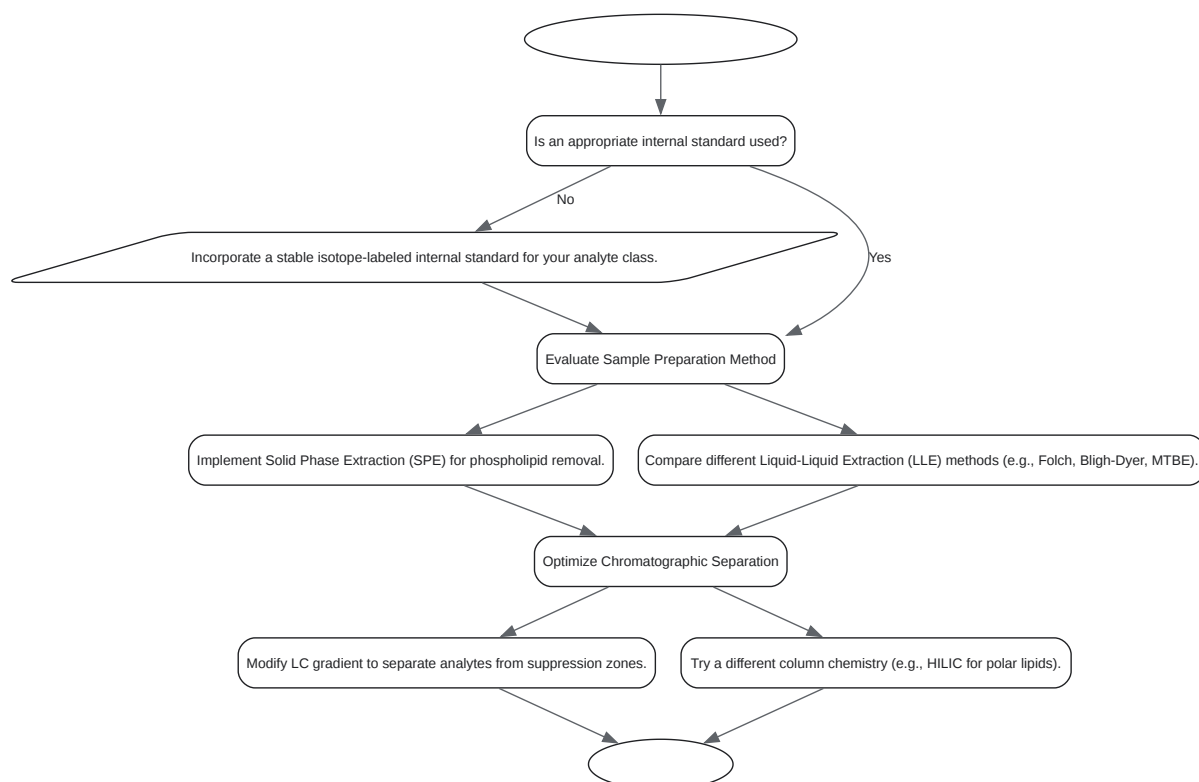 Is an appropriate internal standard used?
No
Incorporate a stable isotope-labeled internal standard for your analyte class.
Yes
Evaluate Sample Preparation Method
Implement Solid Phase Extraction (SPE) for phospholipid removal.
Compare different Liquid-Liquid Extraction (LLE) methods (e.g., Folch, Bligh-Dyer, MTBE).
Optimize Chromatographic Separation
Modify LC gradient to separate analytes from suppression zones.
Try a different column chemistry (e.g., HILIC for polar lipids).